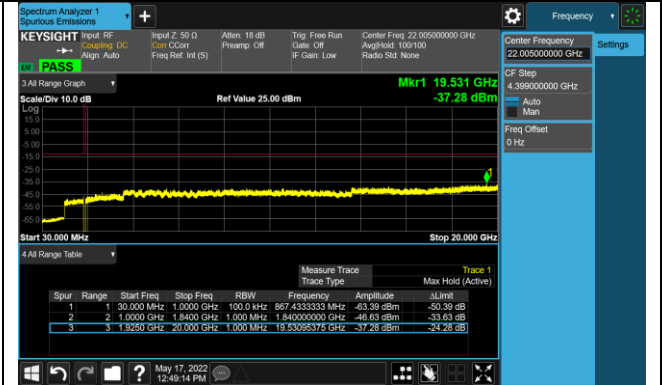 Spectrum Analyzer 1
Spurious Emissions
Frequency
KEYSIGHT
Input: RF
Coupling: DC
Align: Auto
Input Z: 50 Ω
Corr CCorr
Freq Ref: Int (S)
Atten: 18 dB
Preamp: Off
Trig: Free Run
Gate: Off
IF Gain: Low
Center Freq: 22.005000000 GHz
Avg|Hold: 100/100
Radio Std: None
PASS
Center Frequency
22.005000000 GHz
Settings
CF Step
4.399000000 GHz
Auto
Man
Freq Offset
0 Hz
3 All Range Graph
Mkr1 19.531 GHz
Scale/Div 10.0 dB
Ref Value 25.00 dBm
-37.28 dBm
Log
15.0
5.00
-5.00
-15.0
-25.0
-35.0
-45.0
-55.0
-65.0
1
Start 30.000 MHz
Stop 20.000 GHz
4 All Range Table
Measure Trace Trace 1
Trace Type Max Hold (Active)
Spur Range Start Freq Stop Freq RBW Frequency Amplitude ΔLimit
1 1 30.000 MHz 1.0000 GHz 100.0 kHz 867.4333333 MHz -63.39 dBm -50.39 dB
2 2 1.0000 GHz 1.8400 GHz 1.000 MHz 1.840000000 GHz -46.63 dBm -33.63 dB
3 3 1.9250 GHz 20.000 GHz 1.000 MHz 19.53095375 GHz -37.28 dBm -24.28 dB
May 17, 2022
12:49:14 PM